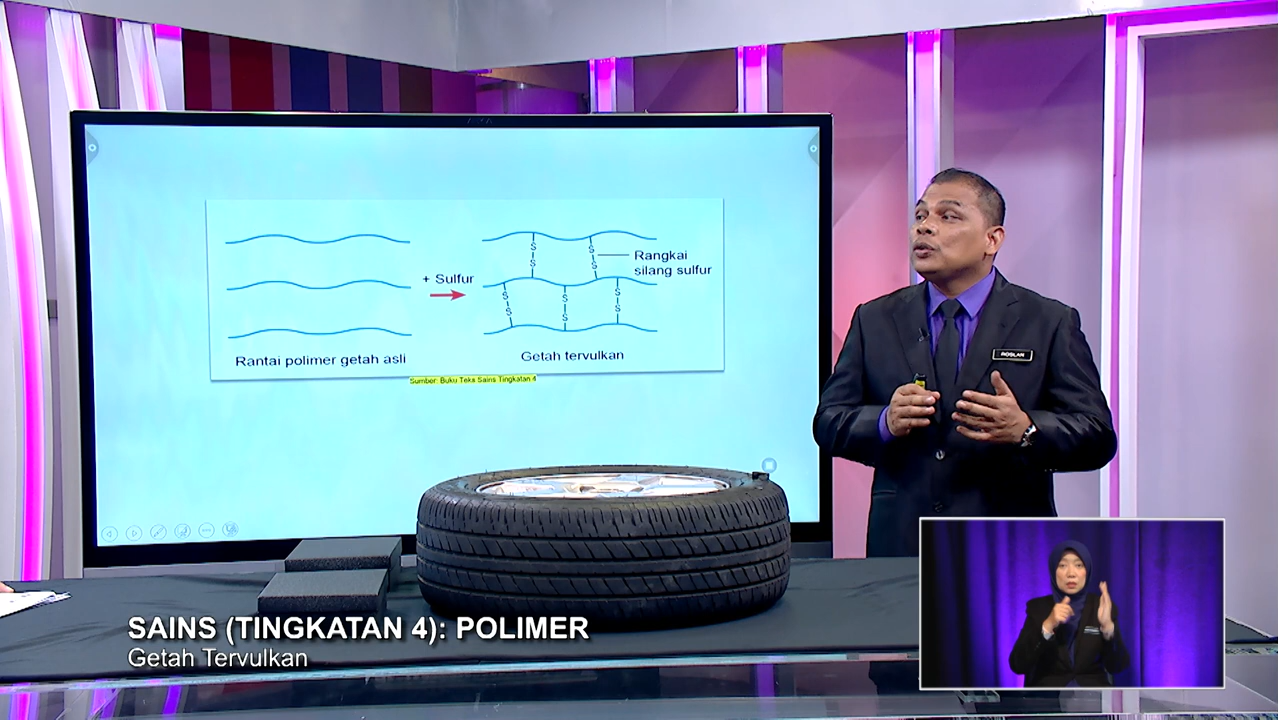 + Sulfur
S
S
S
S
Rangkai
silang sulfur
S
S
S
S
S
S
Rantai polimer getah asli
Getah tervulkan
Sumber: Buku Teks Sains Tingkatan 4
ROSLAN
SAINS (TINGKATAN 4): POLIMER
Getah Tervulkan